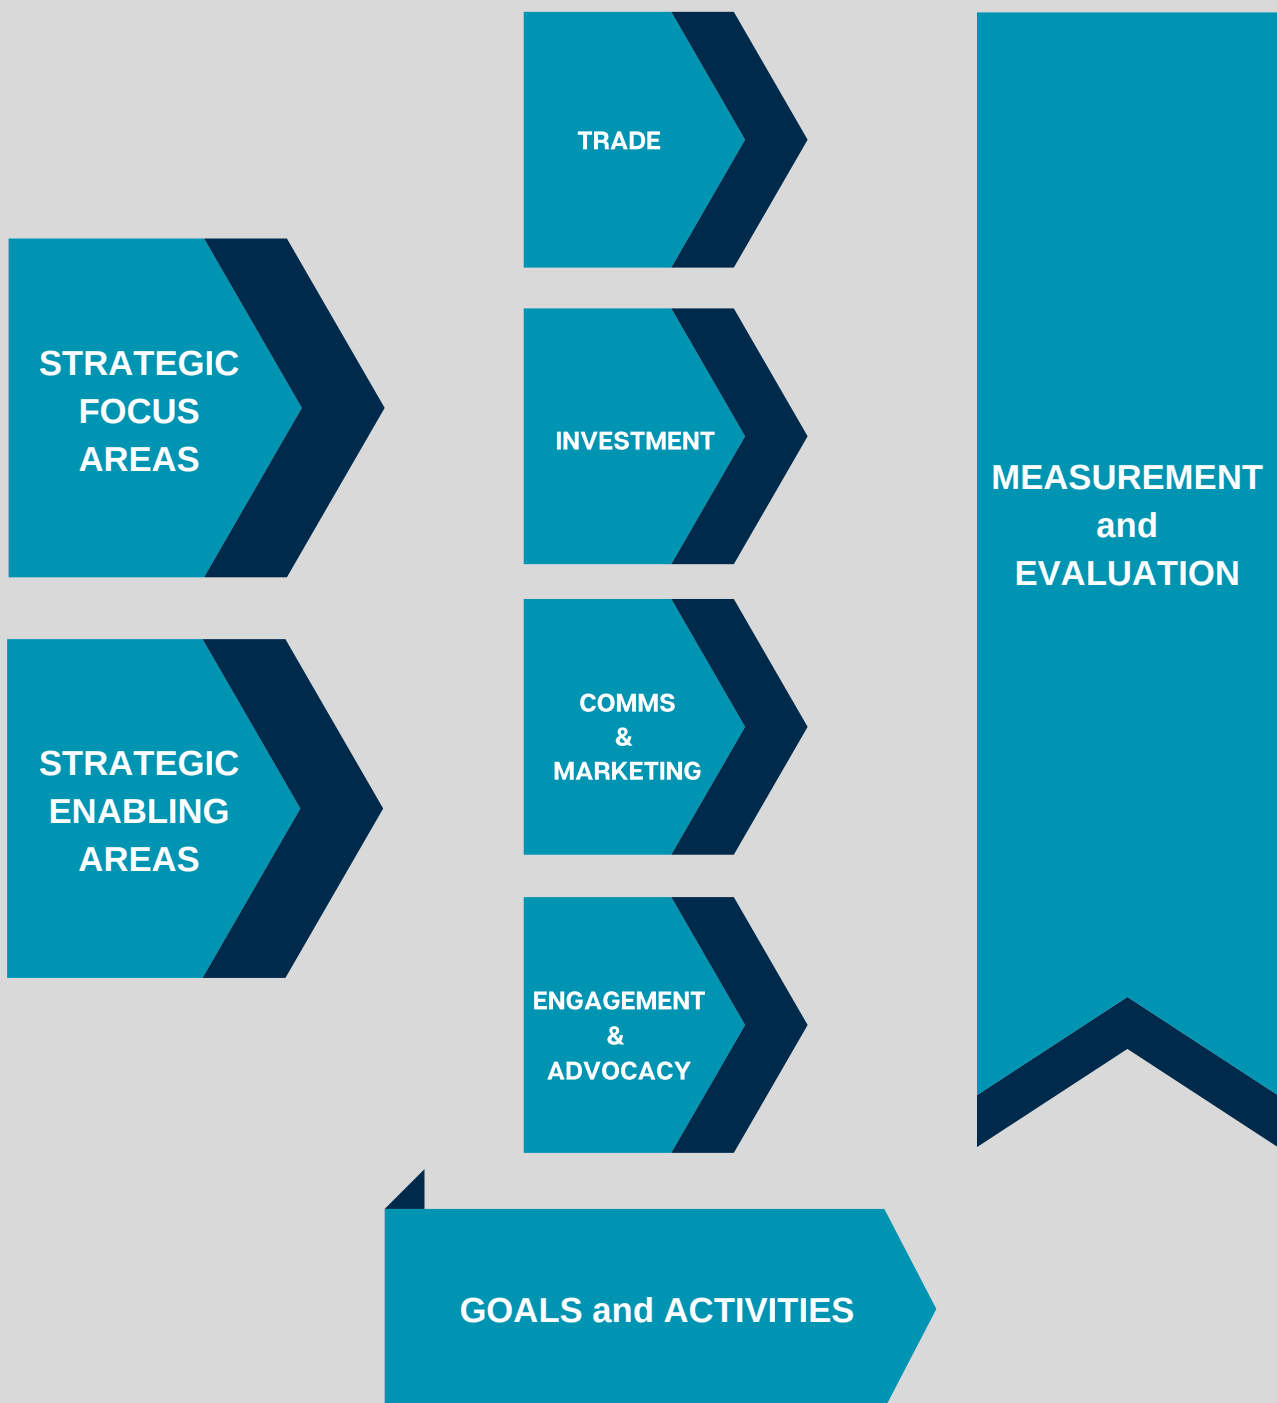 STRATEGIC
FOCUS
AREAS
STRATEGIC
ENABLING
AREAS
TRADE
INVESTMENT
COMMS
&
MARKETING
ENGAGEMENT
&
ADVOCACY
MEASUREMENT
and
EVALUATION
GOALS and ACTIVITIES